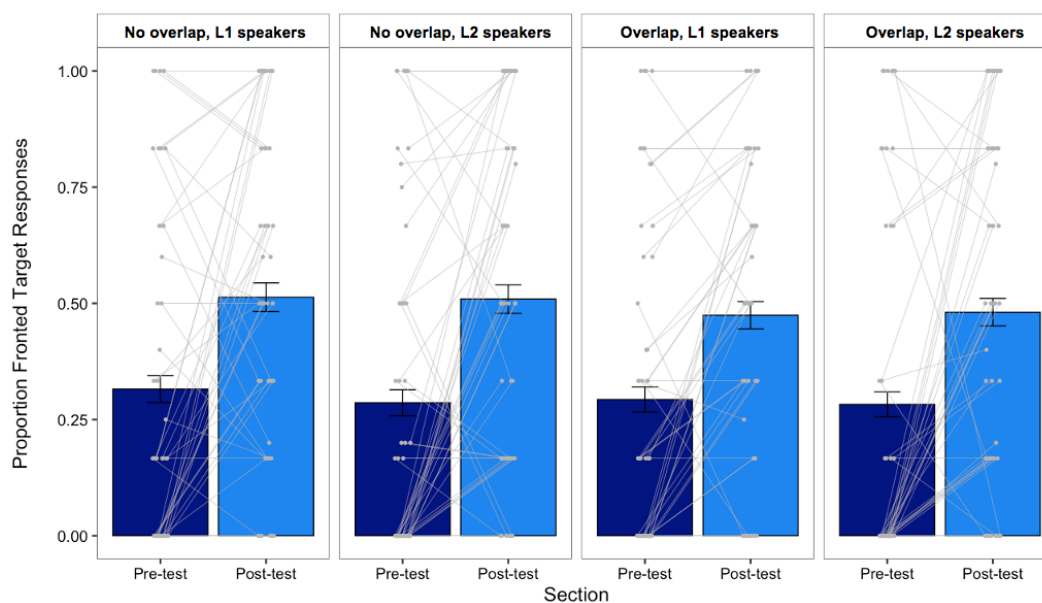 No overlap, L1 speakers
No overlap, L2 speakers
Overlap, L1 speakers
Overlap, L2 speakers
Proportion Fronted Target Responses
1.00
0.75
0.50
0.25
0.00
Pre-test Post-test
Pre-test Post-test
Pre-test Post-test
Pre-test Post-test
Section